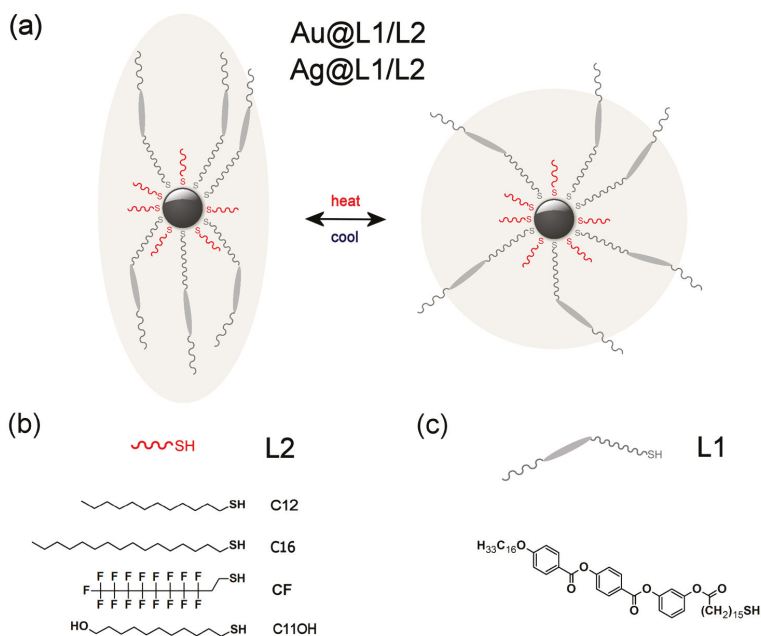 (a)
Au@L1/L2
Ag@L1/L2
heat
cool
(b)
SH
L2
SH
C12
SH
C16
F F F F F F F F
SH
F
CF
F F F F F F F F
HO
SH
C11OH
(c)
SH
L1
H33C16O
O
O
O
O
O
O
(CH2)15SH